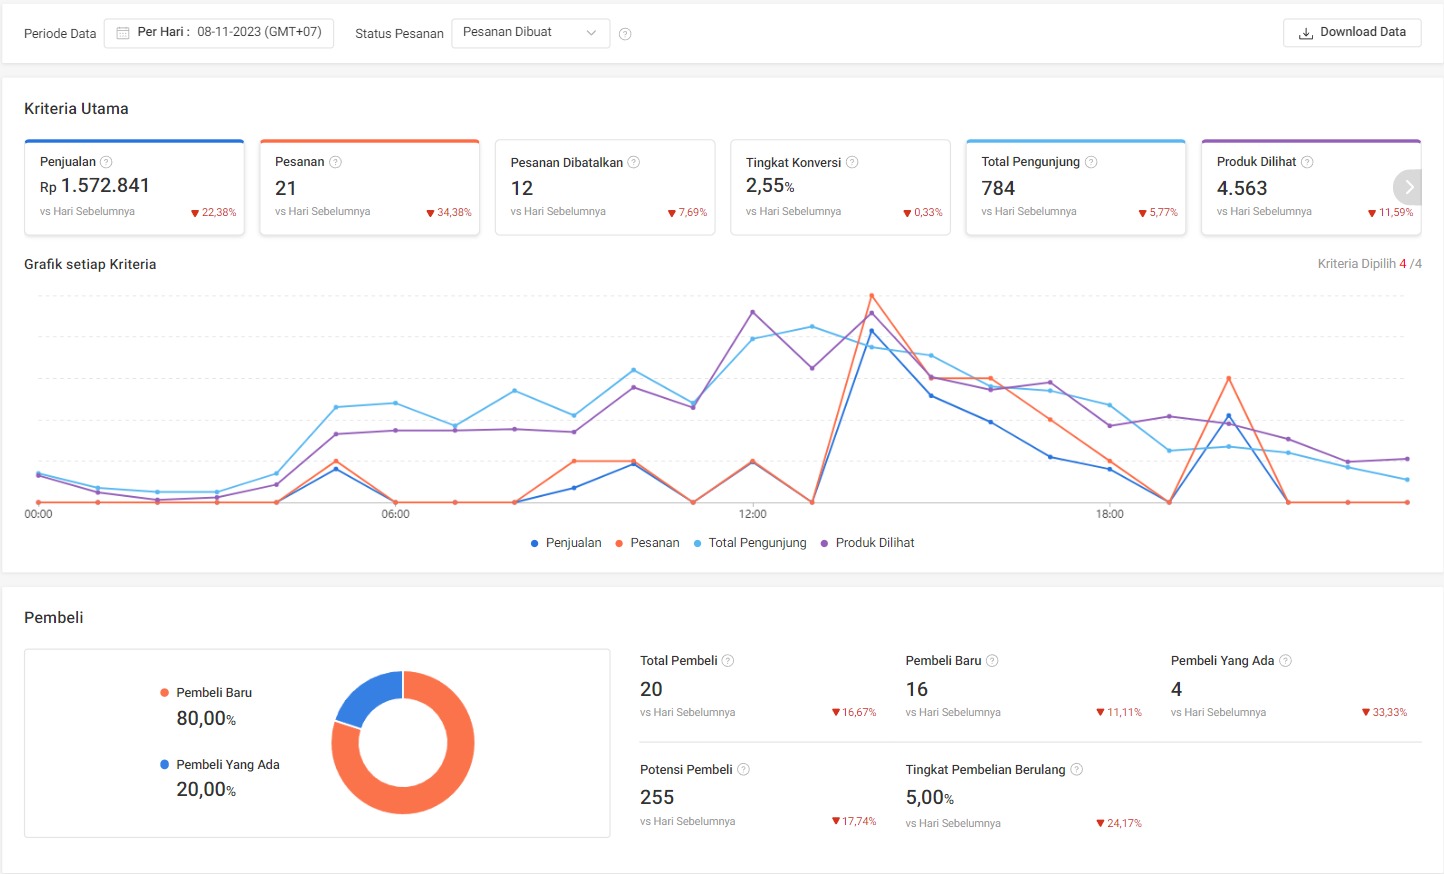 Periode Data Per Hari : 08-11-2023 (GMT+07) Status Pesanan Pesanan Dibuat Download Data
Kriteria Utama
Penjualan
Rp 1.572.841
vs Hari Sebelumnya 22,38%
Pesanan
21
vs Hari Sebelumnya 34,38%
Pesanan Dibatalkan
12
vs Hari Sebelumnya 7,69%
Tingkat Konversi
2,55%
vs Hari Sebelumnya 0,33%
Total Pengunjung
784
vs Hari Sebelumnya 5,77%
Produk Dilihat
4.563
vs Hari Sebelumnya 11,59%
Grafik setiap Kriteria Kriteria Dipilih 4 /4
00:00 06:00 12:00 18:00
Penjualan Pesanan Total Pengunjung Produk Dilihat
Pembeli
Pembeli Baru
80,00%
Pembeli Yang Ada
20,00%
Total Pembeli
20
vs Hari Sebelumnya 16,67%
Pembeli Baru
16
vs Hari Sebelumnya 11,11%
Pembeli Yang Ada
4
vs Hari Sebelumnya 33,33%
Potensi Pembeli
255
vs Hari Sebelumnya 17,74%
Tingkat Pembelian Berulang
5,00%
vs Hari Sebelumnya 24,17%